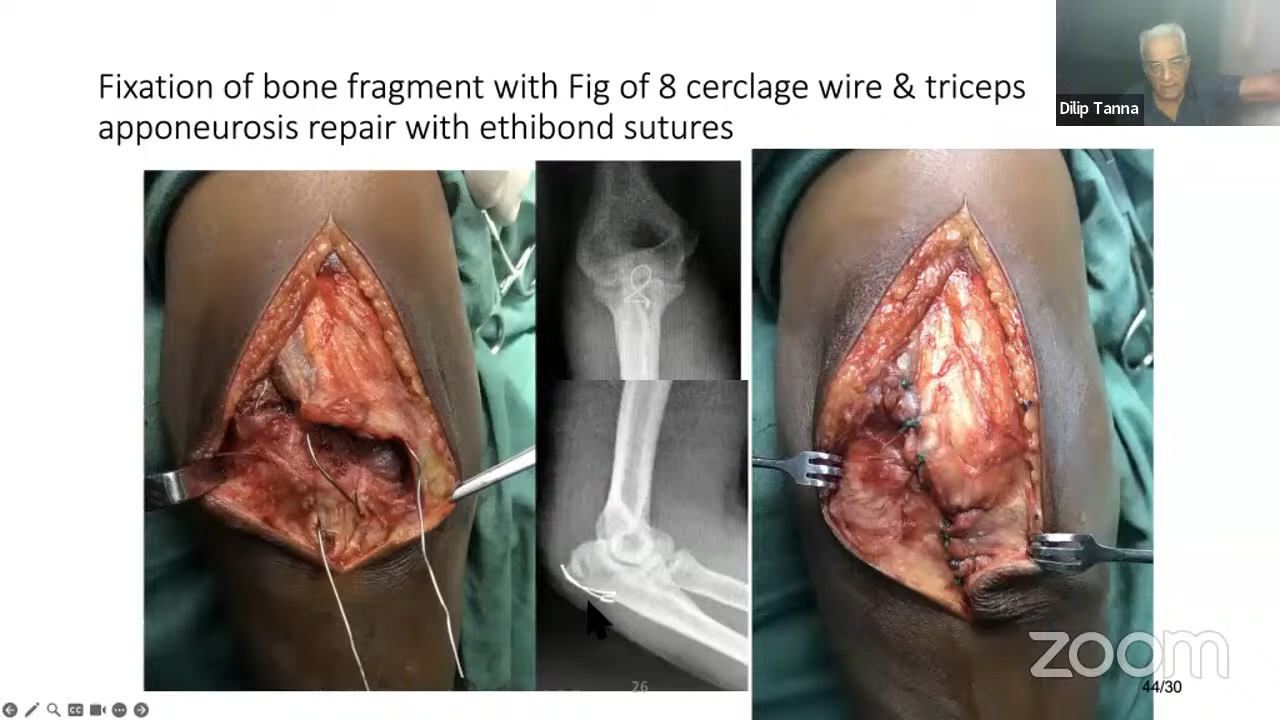 Fixation of bone fragment with Fig of 8 cerclage wire & triceps
apponeurosis repair with ethibond sutures
Dilip Tanna
26
zoom
44/30
CC